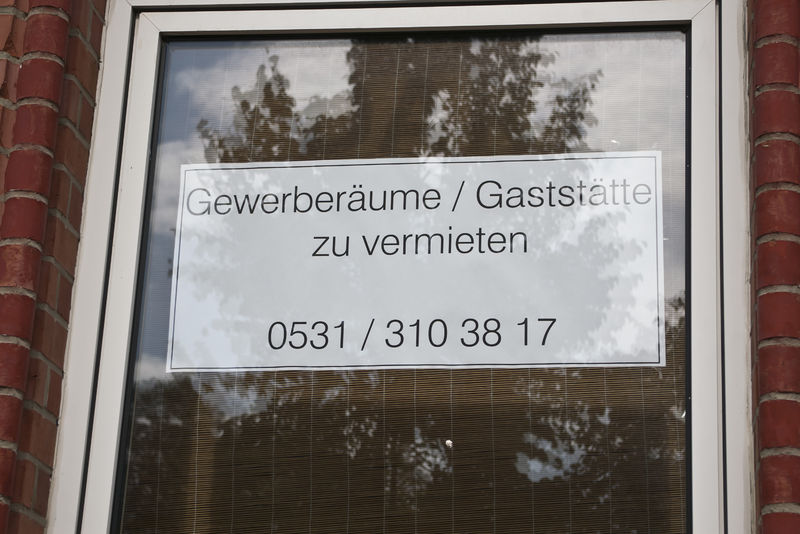 Gewerberäume / Gaststätte
zu vermieten
0531 / 310 38 17